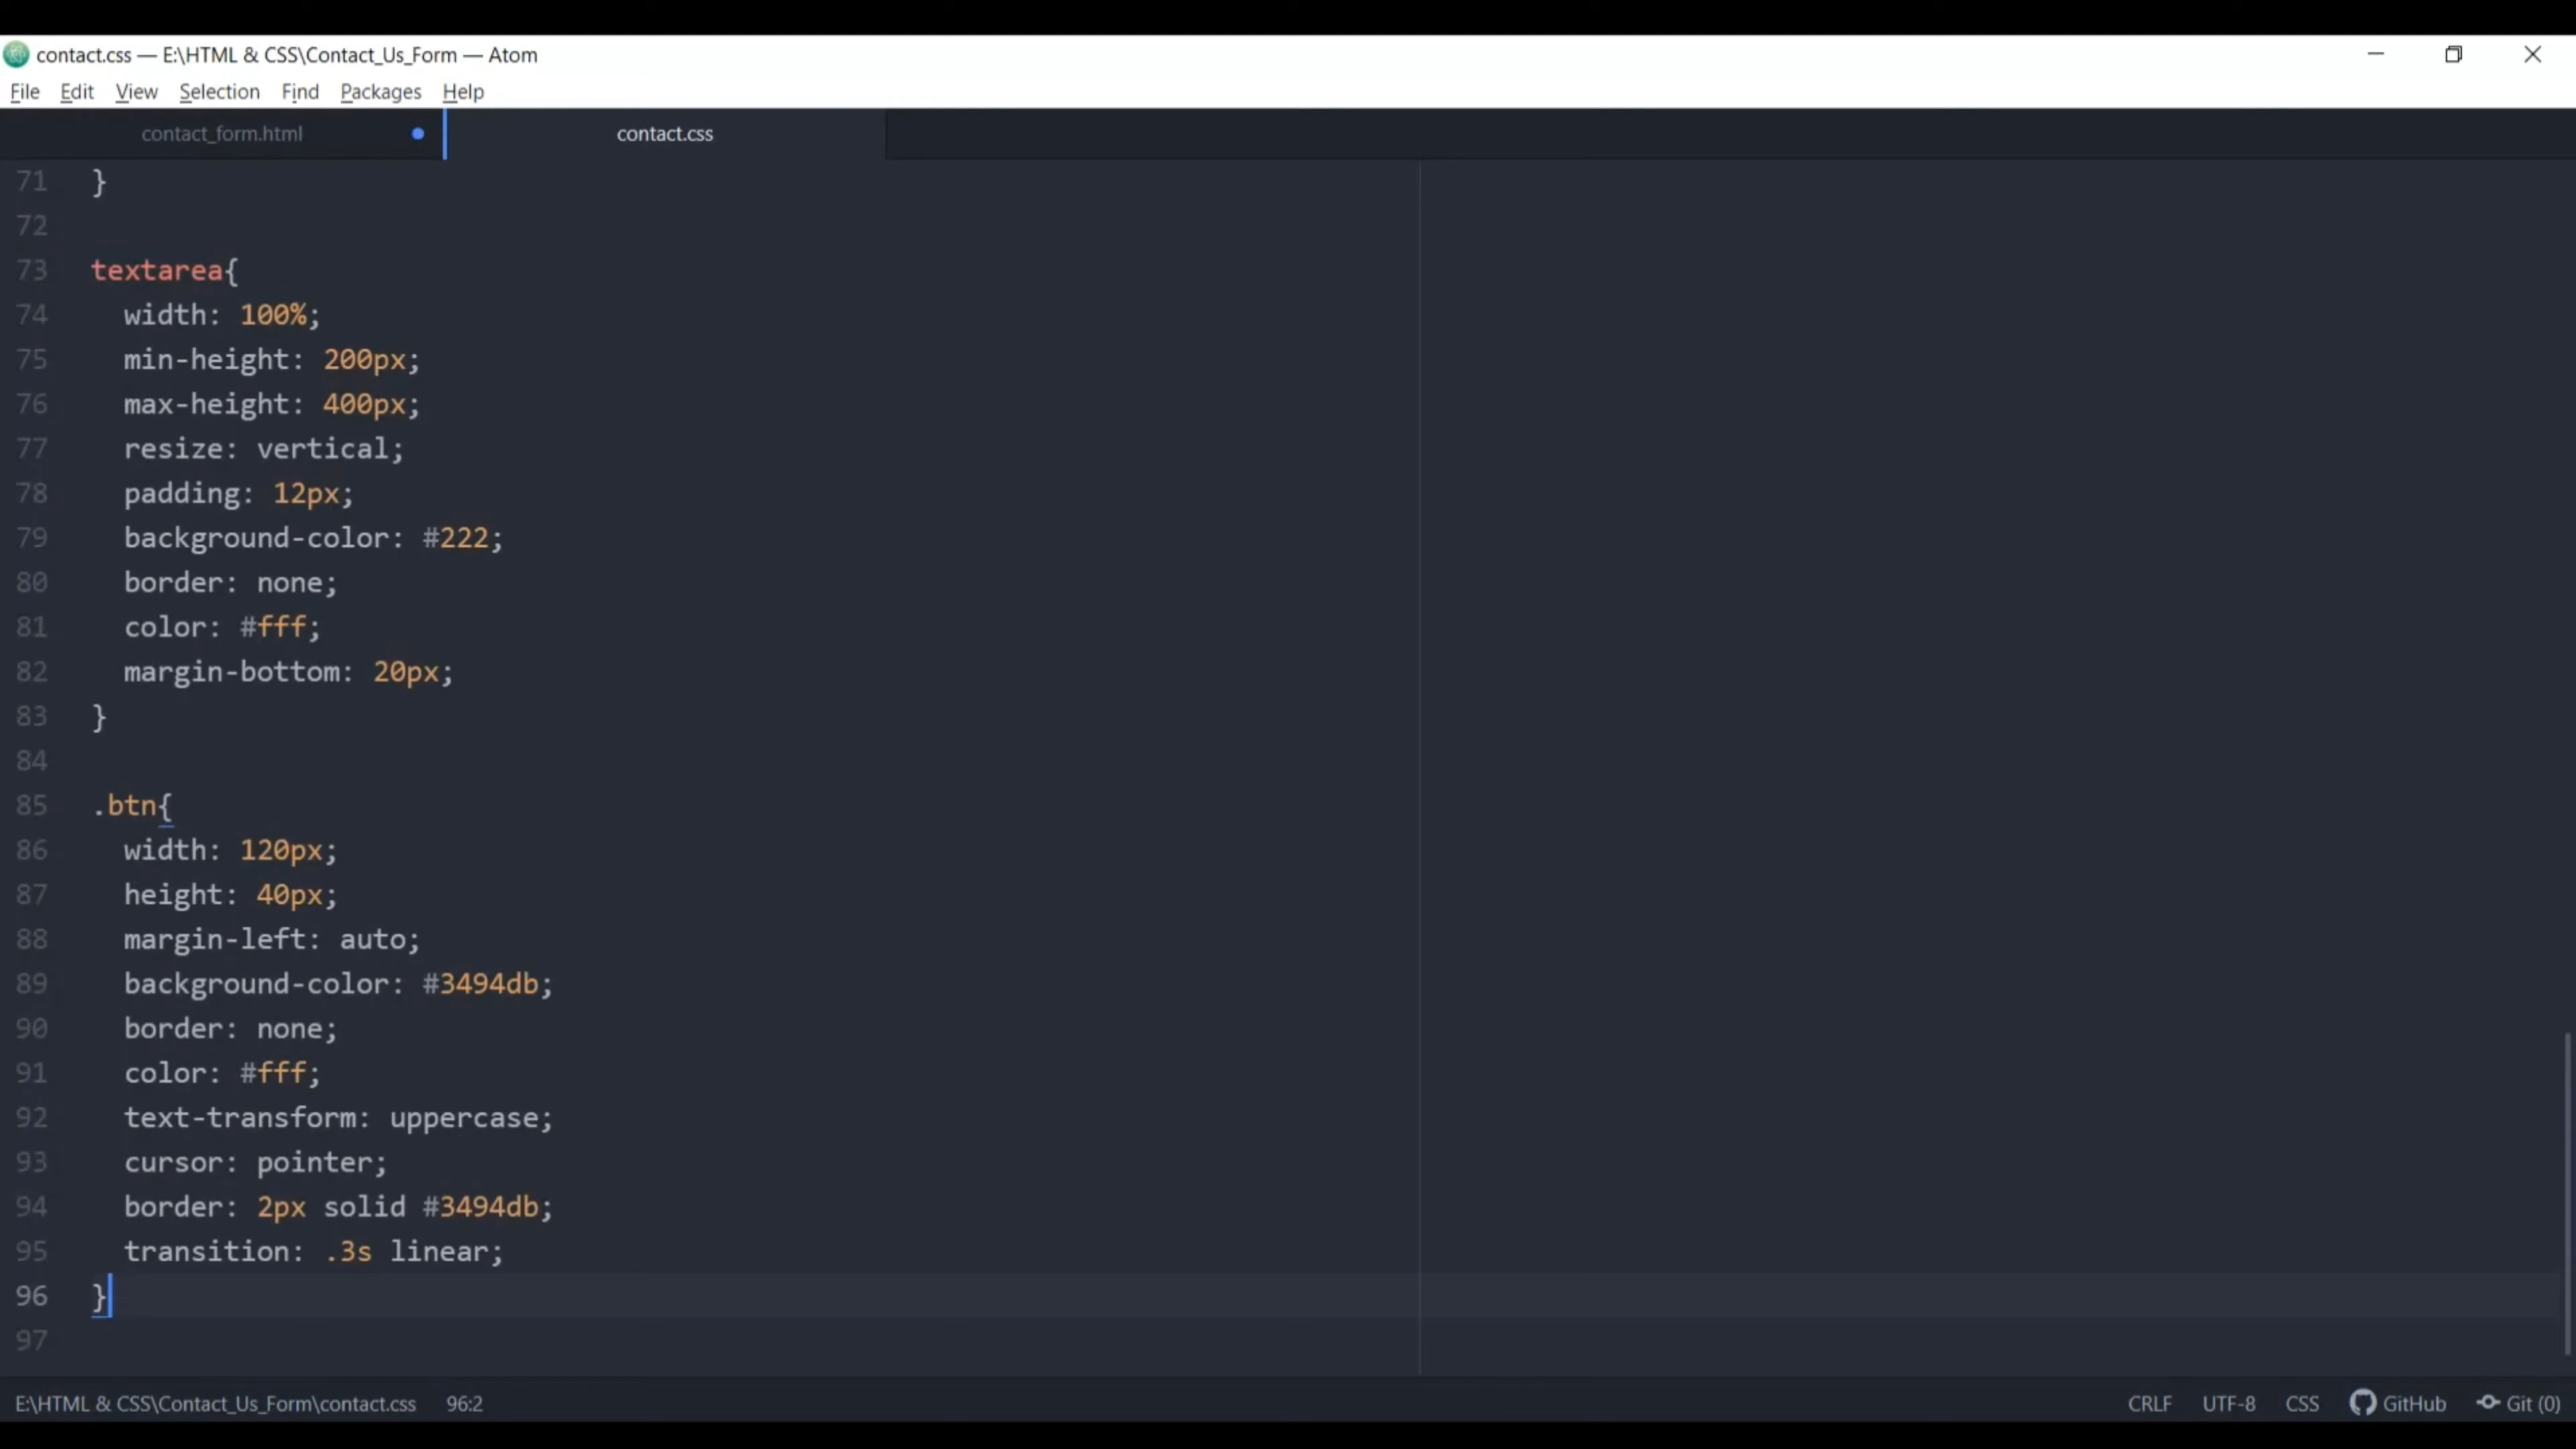 contact.css — E:\HTML & CSS\Contact_Us_Form — Atom
File Edit View Selection Find Packages Help
contact_form.html contact.css
71 }
72
73 textarea{
74 width: 100%;
75 min-height: 200px;
76 max-height: 400px;
77 resize: vertical;
78 padding: 12px;
79 background-color: #222;
80 border: none;
81 color: #fff;
82 margin-bottom: 20px;
83 }
84
85 .btn{
86 width: 120px;
87 height: 40px;
88 margin-left: auto;
89 background-color: #3494db;
90 border: none;
91 color: #fff;
92 text-transform: uppercase;
93 cursor: pointer;
94 border: 2px solid #3494db;
95 transition: .3s linear;
96 }
97
E:\HTML & CSS\Contact_Us_Form\contact.css 96:2 CRLF UTF-8 CSS GitHub Git (0)